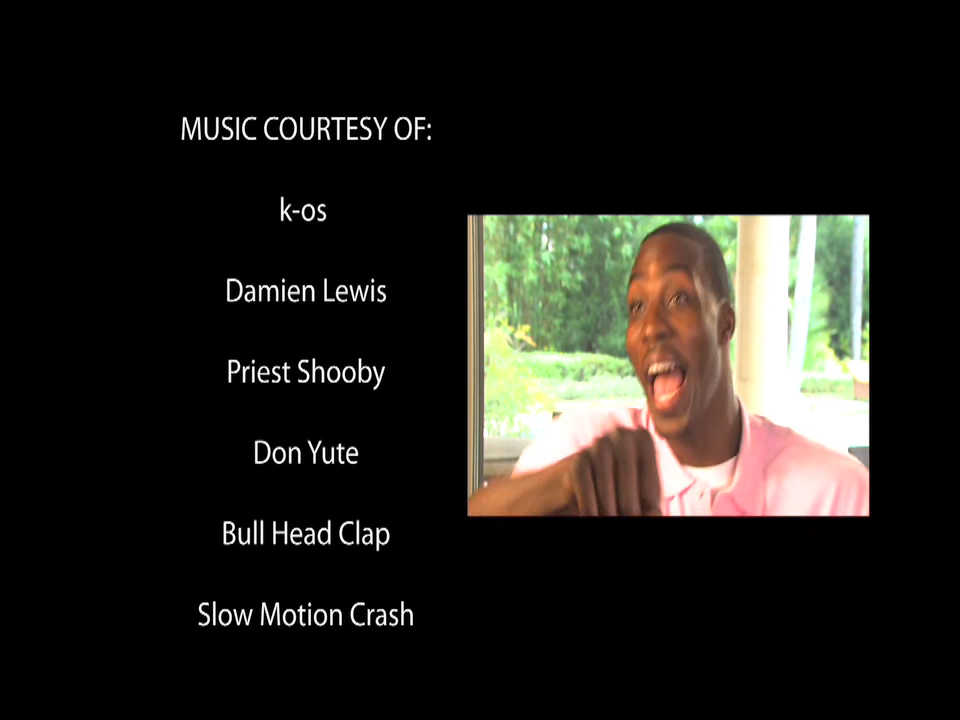 MUSIC COURTESY OF:
k-os
Damien Lewis
Priest Shooby
Don Yute
Bull Head Clap
Slow Motion Crash